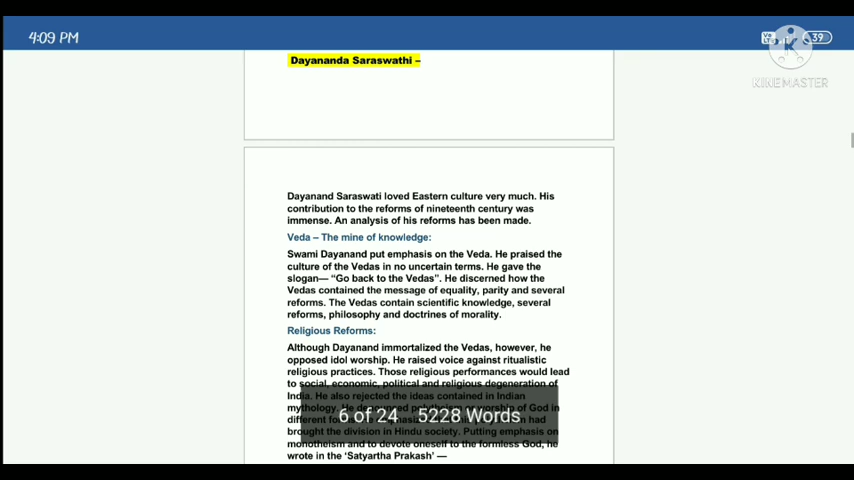 4:09 PM
39
KINEMASTER
Dayananda Saraswathi –
Dayanand Saraswati loved Eastern culture very much. His
contribution to the reforms of nineteenth century was
immense. An analysis of his reforms has been made.
Veda – The mine of knowledge:
Swami Dayanand put emphasis on the Veda. He praised the
culture of the Vedas in no uncertain terms. He gave the
slogan— “Go back to the Vedas”. He discerned how the
Vedas contained the message of equality, parity and several
reforms. The Vedas contain scientific knowledge, several
reforms, philosophy and doctrines of morality.
Religious Reforms:
Although Dayanand immortalized the Vedas, however, he
opposed idol worship. He raised voice against ritualistic
religious practices. Those religious performances would lead
to social, economic, political and religious degeneration of
India. He also rejected the ideas contained in Indian
mythology. He denounced polytheism or worship of God in
different
6 of 24 5228 Words
brought the division in Hindu society. Putting emphasis on
monotheism and to devote oneself to the formless God, he
wrote in the ‘Satyartha Prakash’ —